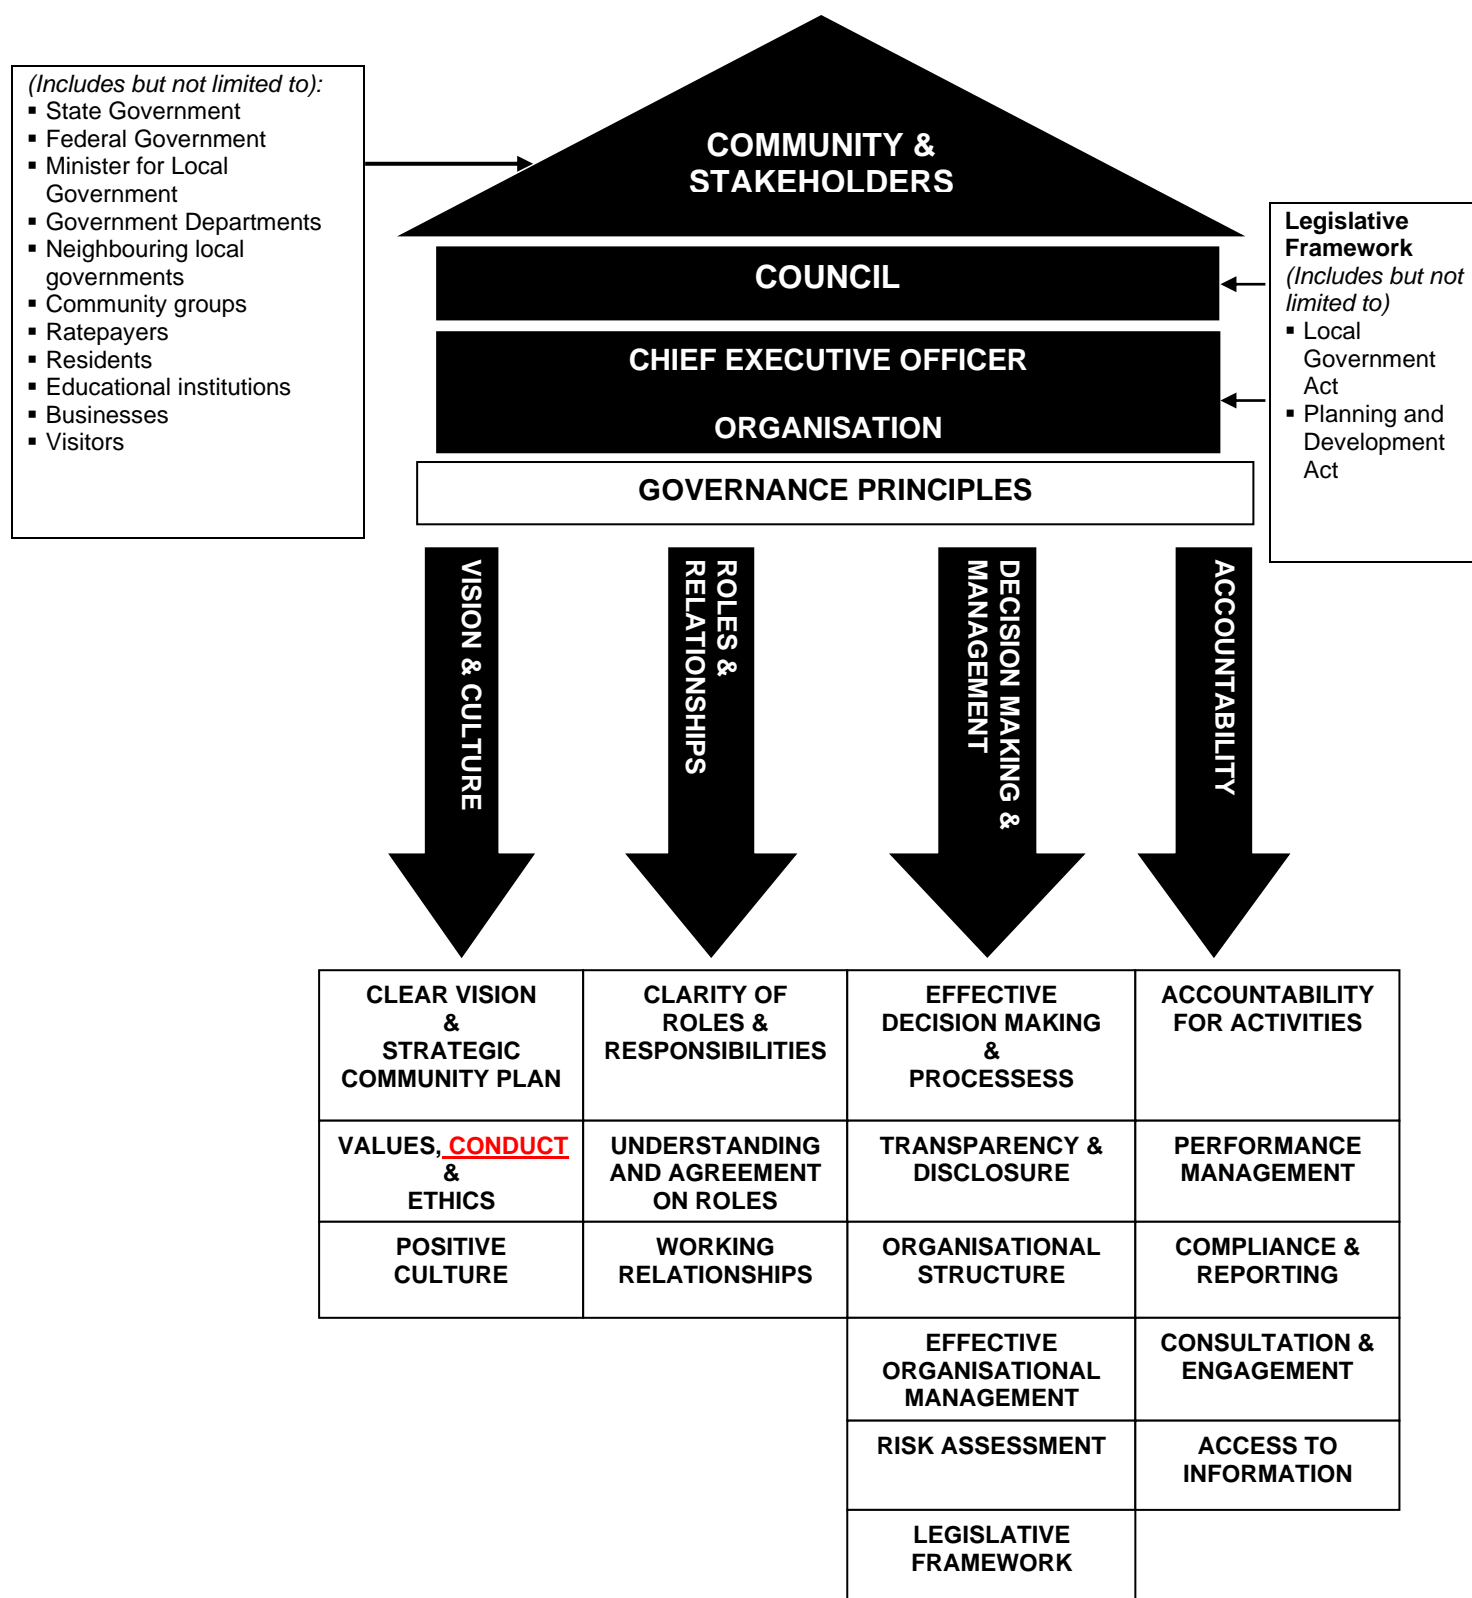 (Includes but not limited to):
▪ State Government
▪ Federal Government
▪ Minister for Local
Government
▪ Government Departments
▪ Neighbouring local
governments
▪ Community groups
▪ Ratepayers
▪ Residents
▪ Educational institutions
▪ Businesses
▪ Visitors
COMMUNITY &
STAKEHOLDERS
COUNCIL
CHIEF EXECUTIVE OFFICER
ORGANISATION
GOVERNANCE PRINCIPLES
Legislative
Framework
(Includes but not
limited to)
▪ Local
Government
Act
▪ Planning and
Development
Act
VISION & CULTURE
ROLES &
RELATIONSHIPS
DECISION MAKING &
MANAGEMENT
ACCOUNTABILITY
CLEAR VISION
&
STRATEGIC
COMMUNITY PLAN
CLARITY OF
ROLES &
RESPONSIBILITIES
EFFECTIVE
DECISION MAKING
&
PROCESSESS
ACCOUNTABILITY
FOR ACTIVITIES
VALUES, CONDUCT
&
ETHICS
UNDERSTANDING
AND AGREEMENT
ON ROLES
TRANSPARENCY &
DISCLOSURE
PERFORMANCE
MANAGEMENT
POSITIVE
CULTURE
WORKING
RELATIONSHIPS
ORGANISATIONAL
STRUCTURE
COMPLIANCE &
REPORTING
EFFECTIVE
ORGANISATIONAL
MANAGEMENT
CONSULTATION &
ENGAGEMENT
RISK ASSESSMENT
ACCESS TO
INFORMATION
LEGISLATIVE
FRAMEWORK